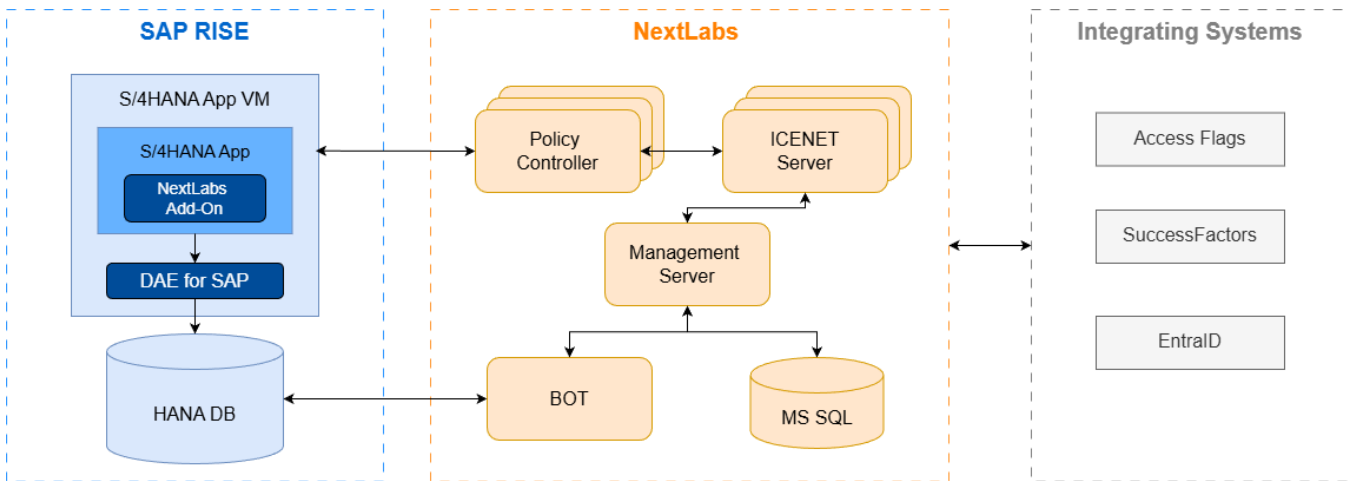 SAP RISE
S/4HANA App VM
S/4HANA App
NextLabs
Add-On
DAE for SAP
HANA DB
NextLabs
Policy
Controller
ICENET
Server
Management
Server
BOT
MS SQL
Integrating Systems
Access Flags
SuccessFactors
EntraID